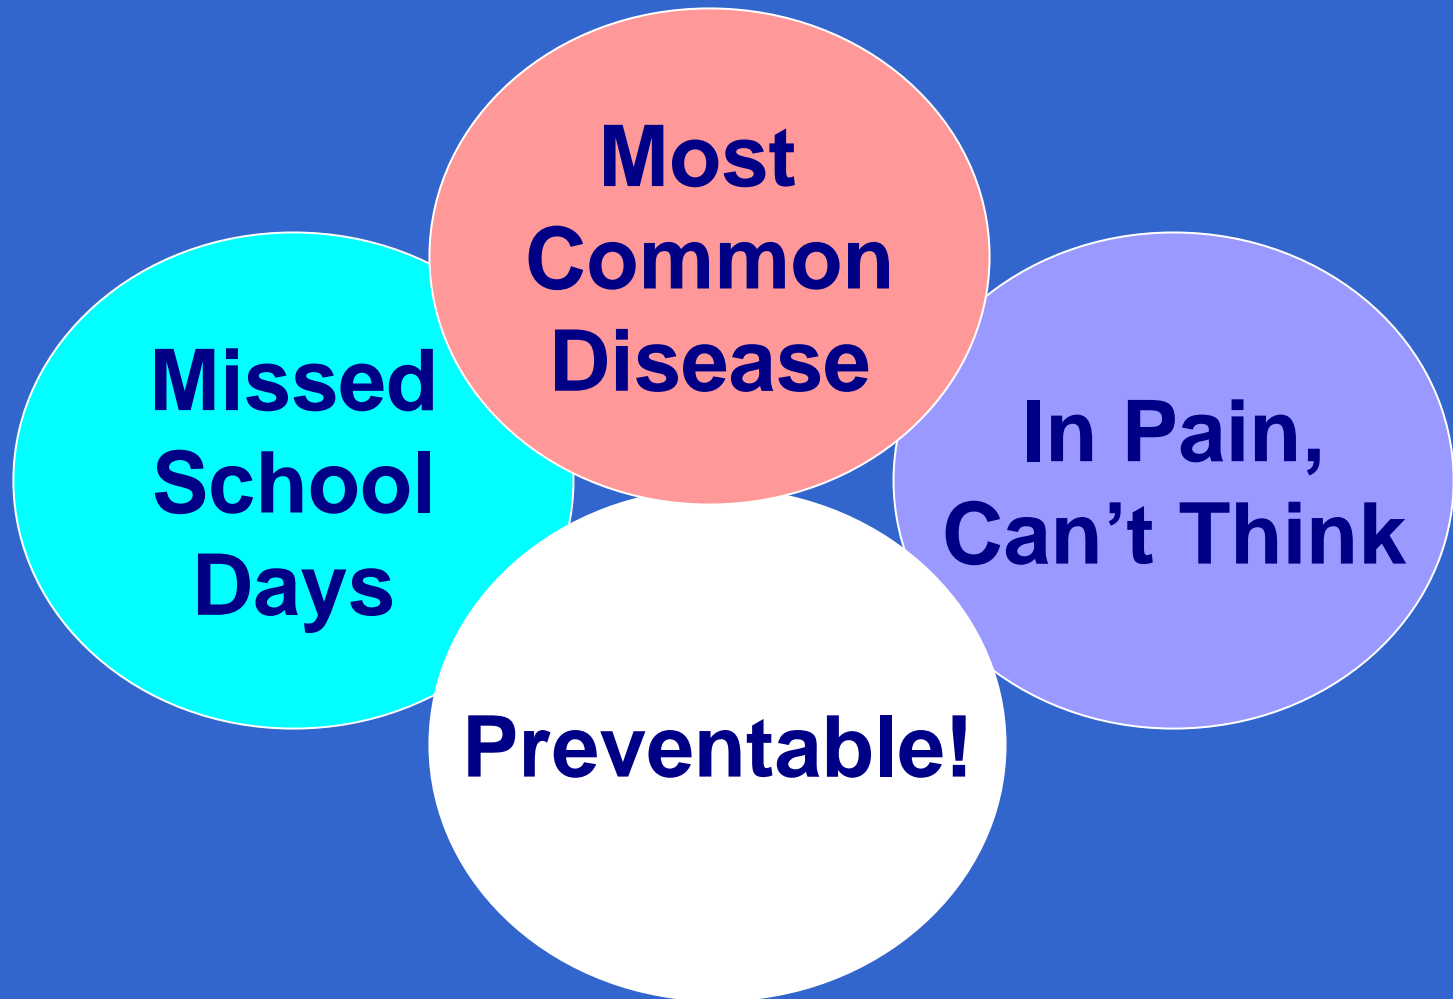 Most
Common
Disease
Missed
School
Days
In Pain,
Can’t Think
Preventable!